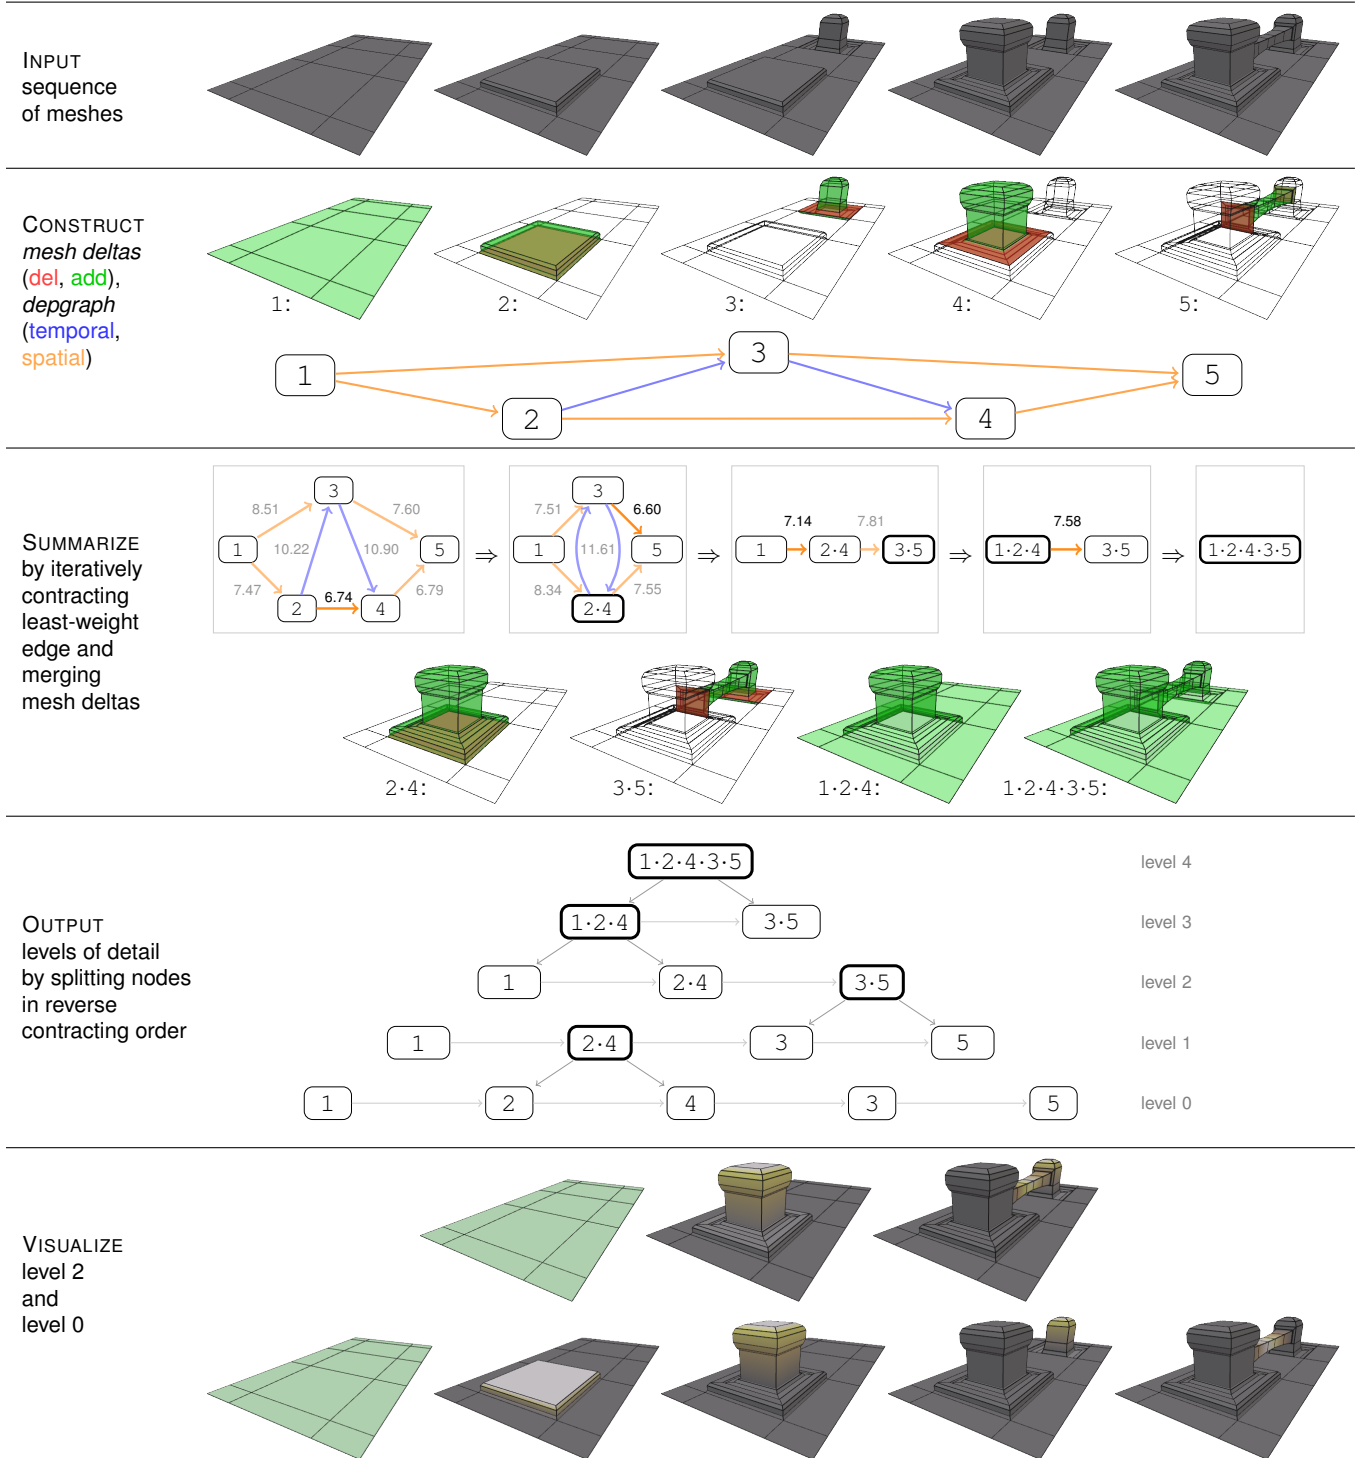 INPUT
sequence
of meshes
CONSTRUCT
mesh deltas
(del, add),
depgraph
(temporal,
spatial)
1: 2: 3: 4: 5:
3
1 5
2 4
SUMMARIZE
by iteratively
contracting
least-weight
edge and
merging
mesh deltas
3
8.51 7.60
1 10.22 10.90 5
7.47 6.74 6.79
2 4
⇒
3
7.51 6.60
1 11.61 5
8.34 7.55
2·4
⇒
7.14 7.81
1 2·4 3·5
⇒
7.58
1·2·4 3·5
⇒
1·2·4·3·5
2·4: 3·5: 1·2·4: 1·2·4·3·5:
OUTPUT
levels of detail
by splitting nodes
in reverse
contracting order
1·2·4·3·5 level 4
1·2·4 3·5 level 3
1 2·4 3·5 level 2
1 2·4 3 5 level 1
1 2 4 3 5 level 0
VISUALIZE
level 2
and
level 0